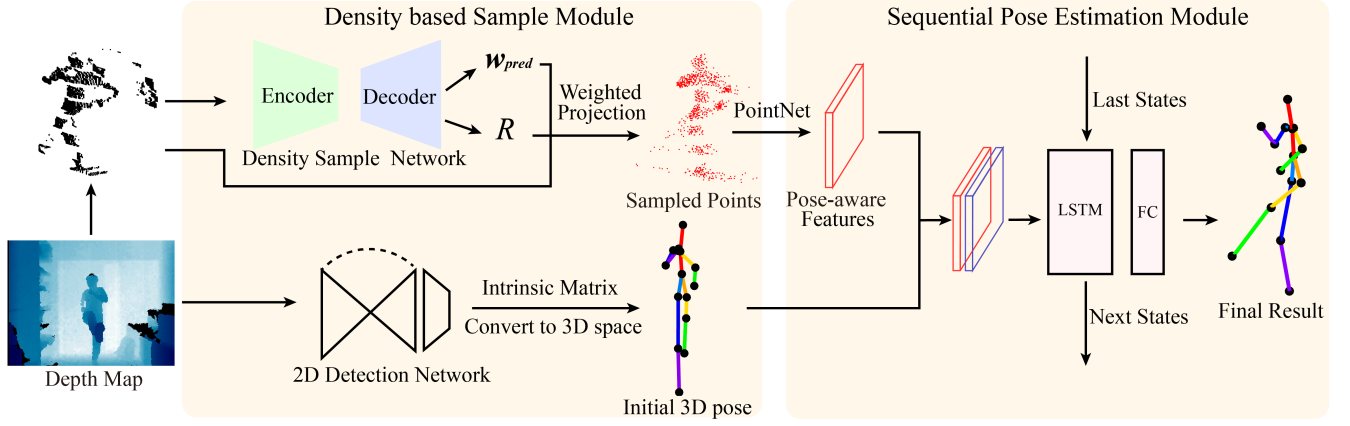 Density based Sample Module
Sequential Pose Estimation Module
Encoder
Decoder
w_pred
R
Density Sample Network
Weighted
Projection
Sampled Points
PointNet
Pose-aware
Features
Last States
LSTM
FC
Next States
Final Result
Depth Map
2D Detection Network
Intrinsic Matrix
Convert to 3D space
Initial 3D pose